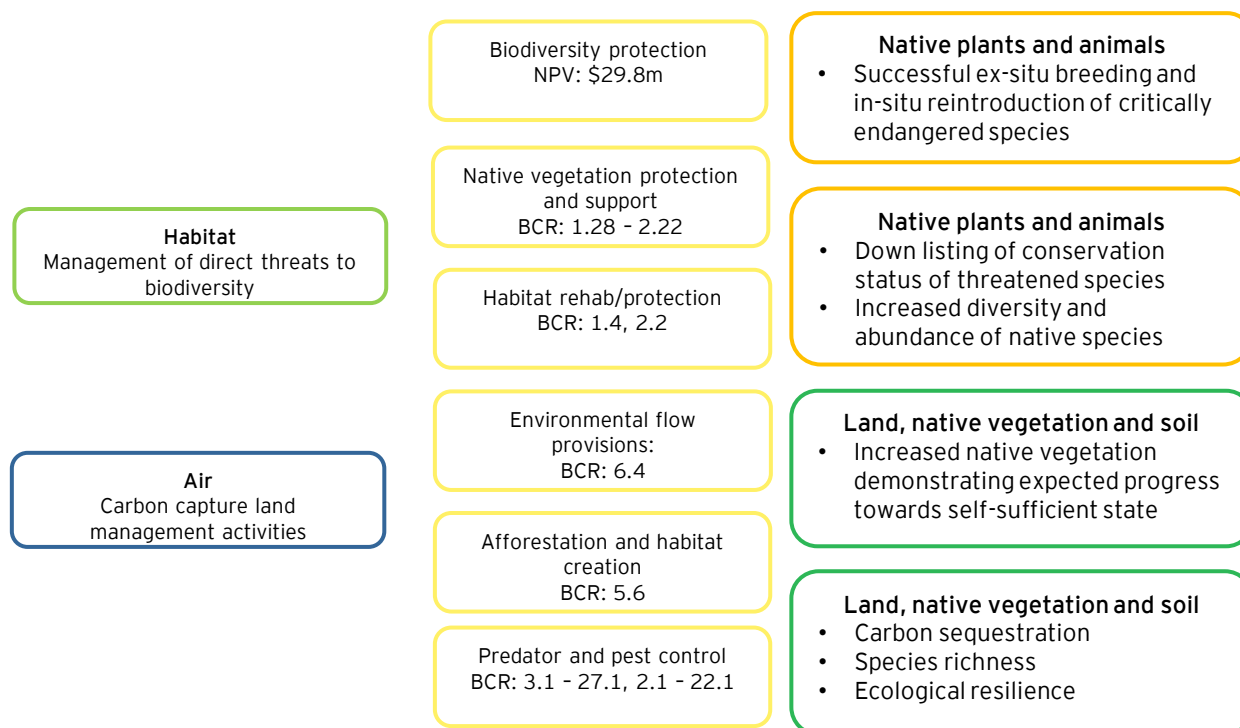 Habitat
Management of direct threats to
biodiversity
Air
Carbon capture land
management activities
Biodiversity protection
NPV: $29.8m
Native vegetation protection
and support
BCR: 1.28 – 2.22
Habitat rehab/protection
BCR: 1.4, 2.2
Environmental flow
provisions:
BCR: 6.4
Afforestation and habitat
creation
BCR: 5.6
Predator and pest control
BCR: 3.1 – 27.1, 2.1 – 22.1
Native plants and animals
• Successful ex-situ breeding and
in-situ reintroduction of critically
endangered species
Native plants and animals
• Down listing of conservation
status of threatened species
• Increased diversity and
abundance of native species
Land, native vegetation and soil
• Increased native vegetation
demonstrating expected progress
towards self-sufficient state
Land, native vegetation and soil
• Carbon sequestration
• Species richness
• Ecological resilience